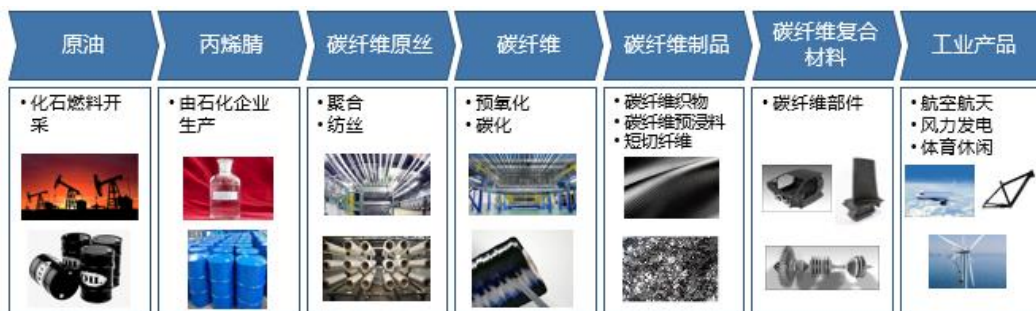 原油
丙烯腈
碳纤维原丝
碳纤维
碳纤维制品
碳纤维复合
材料
工业产品
•化石燃料开
采
•由石化企业
生产
•聚合
•纺丝
•预氧化
•碳化
•碳纤维织物
•碳纤维预浸料
•短切纤维
•碳纤维部件
•航空航天
•风力发电
•体育休闲
OIL